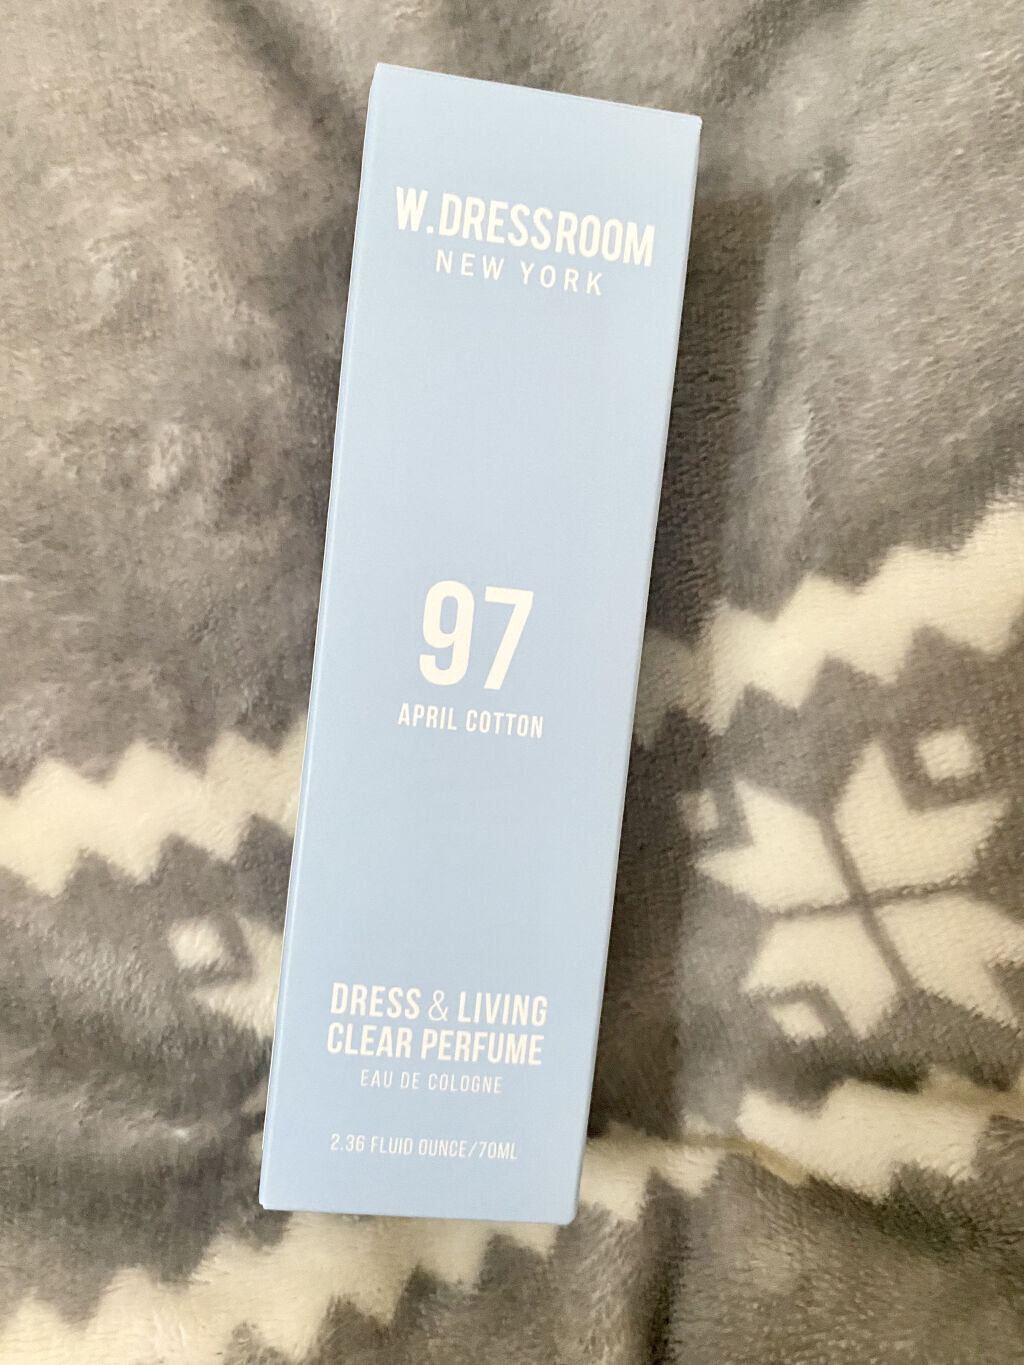 W.DRESSROOM
NEW YORK
97
APRIL COTTON
DRESS & LIVING
CLEAR PERFUME
EAU DE COLOGNE
2.36 FLUID OUNCE/70ML